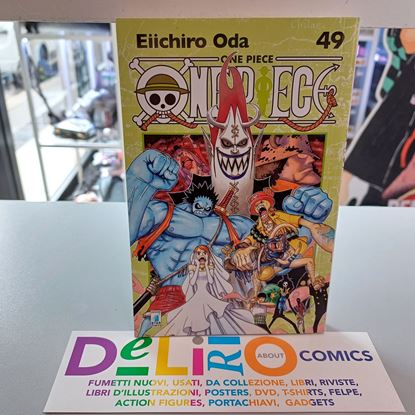 Eiichiro Oda 49
ONE PIECE
ONE PIECE
DeLiRiO ABOUT COMICS
FUMETTI NUOVI, USATI, DA COLLEZIONE, LIBRI, RIVISTE,
LIBRI D'ILLUSTRAZIONI, POSTERS, DVD, T-SHIRTS, FELPE,
ACTION FIGURES, PORTACHIAVI, GADGETS